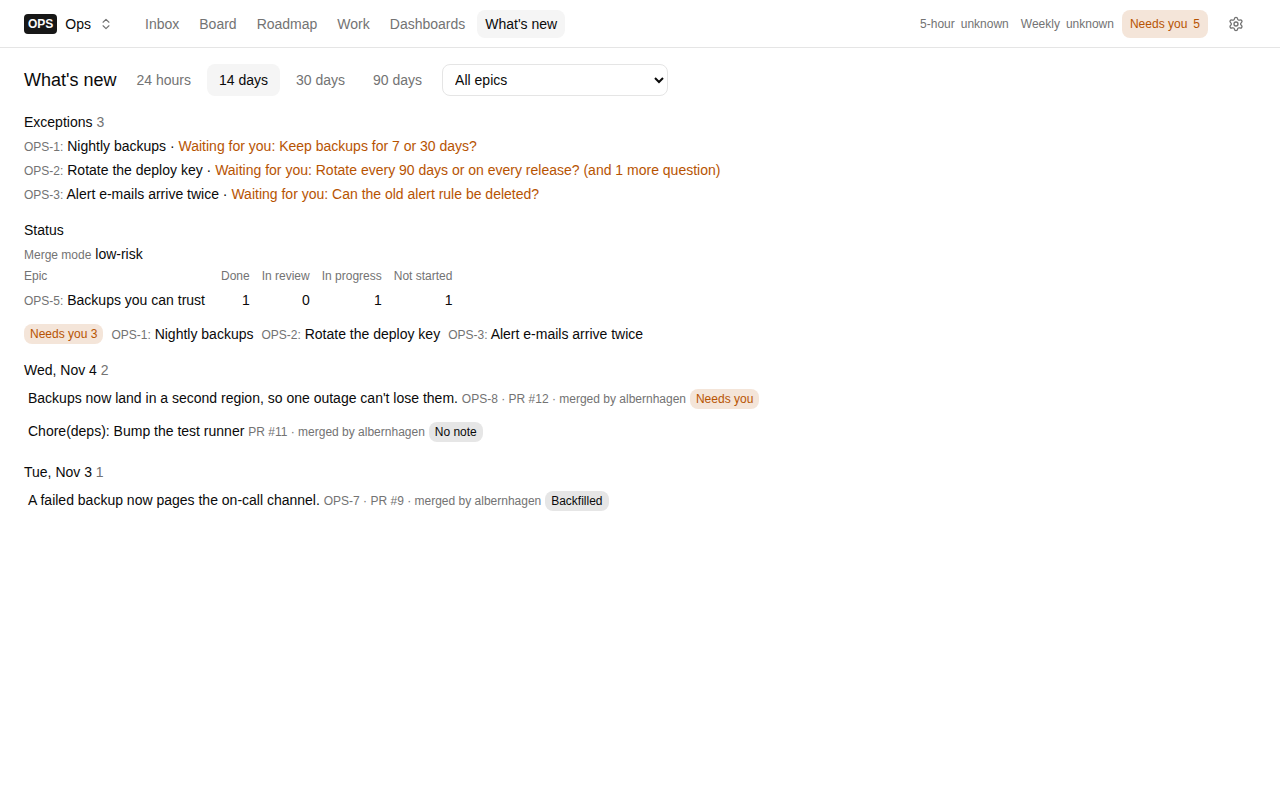 OPS Ops Inbox Board Roadmap Work Dashboards What's new 5-hour unknown Weekly unknown Needs you 5
What's new 24 hours 14 days 30 days 90 days All epics
Exceptions 3
OPS-1: Nightly backups · Waiting for you: Keep backups for 7 or 30 days?
OPS-2: Rotate the deploy key · Waiting for you: Rotate every 90 days or on every release? (and 1 more question)
OPS-3: Alert e-mails arrive twice · Waiting for you: Can the old alert rule be deleted?
Status
Merge mode low-risk
Epic Done In review In progress Not started
OPS-5: Backups you can trust 1 0 1 1
Needs you 3 OPS-1: Nightly backups OPS-2: Rotate the deploy key OPS-3: Alert e-mails arrive twice
Wed, Nov 4 2
Backups now land in a second region, so one outage can't lose them. OPS-8 · PR #12 · merged by albernhagen Needs you
Chore(deps): Bump the test runner PR #11 · merged by albernhagen No note
Tue, Nov 3 1
A failed backup now pages the on-call channel. OPS-7 · PR #9 · merged by albernhagen Backfilled